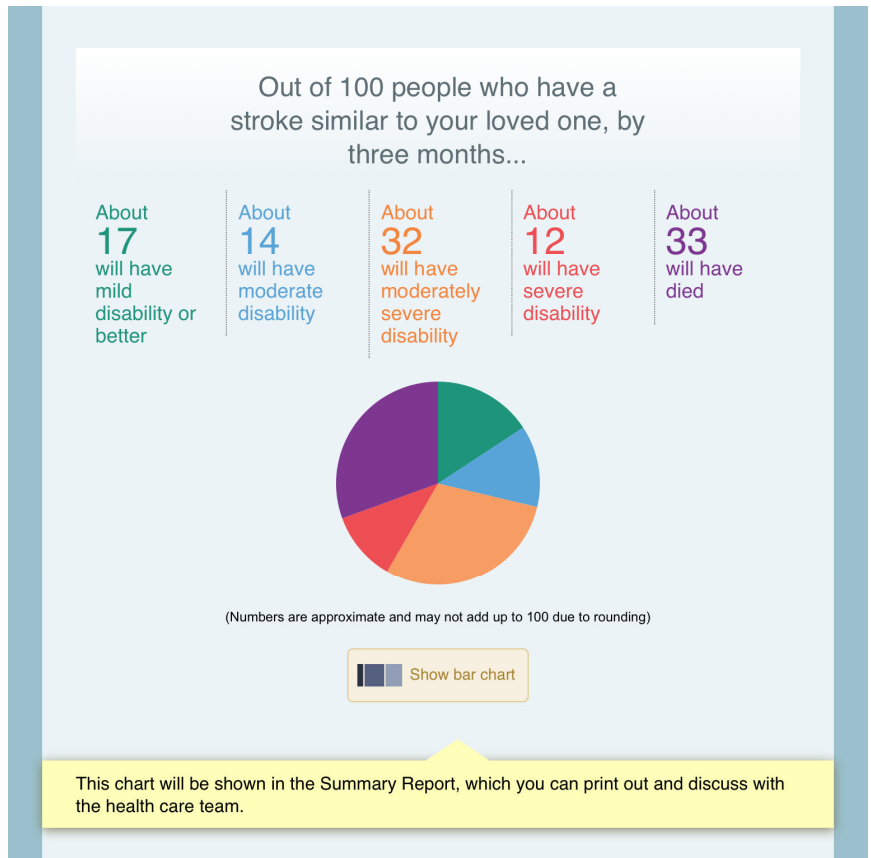 Out of 100 people who have a
stroke similar to your loved one, by
three months...
About
17
will have
mild
disability or
better
About
14
will have
moderate
disability
About
32
will have
moderately
severe
disability
About
12
will have
severe
disability
About
33
will have
died
(Numbers are approximate and may not add up to 100 due to rounding)
Show bar chart
This chart will be shown in the Summary Report, which you can print out and discuss with
the health care team.